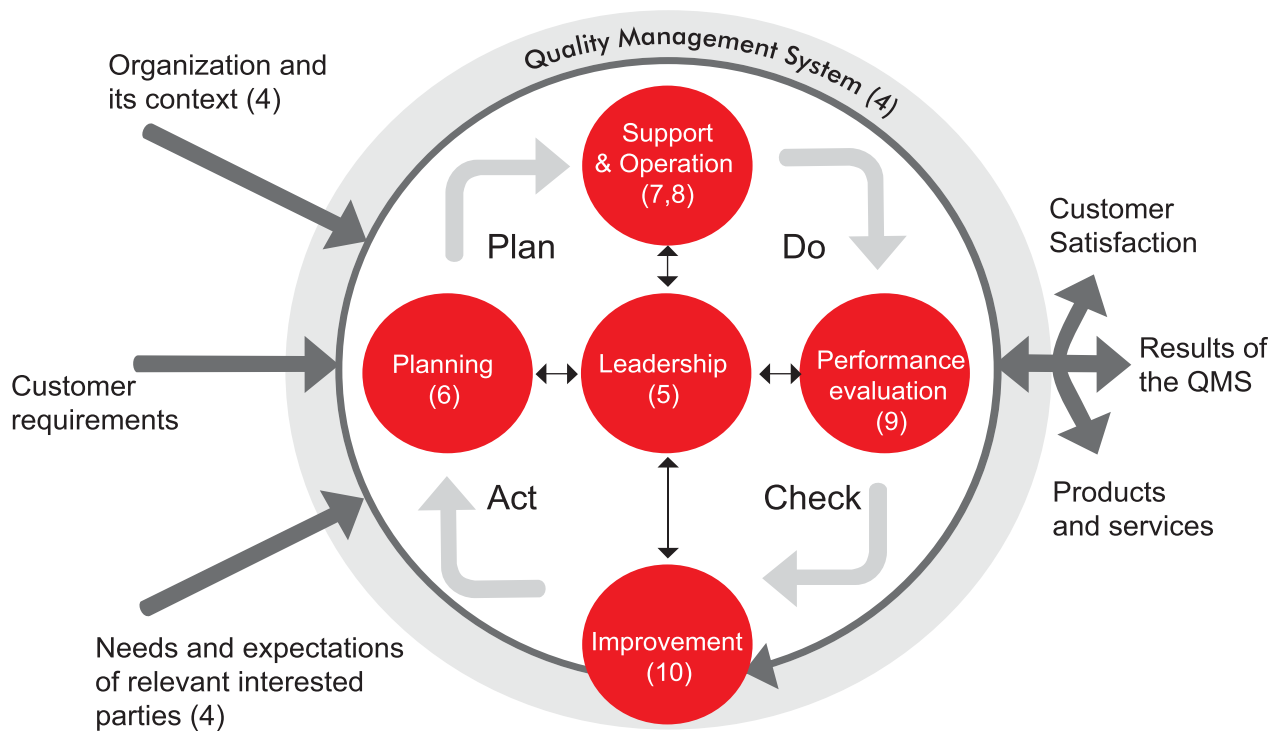 Quality Management System (4)
Organization and
its context (4)
Support
& Operation
(7,8)
Customer
Satisfaction
Plan
Do
Planning
(6)
Leadership
(5)
Performance
evaluation
(9)
Results of
the QMS
Customer
requirements
Act
Check
Products
and services
Improvement
(10)
Needs and expectations
of relevant interested
parties (4)